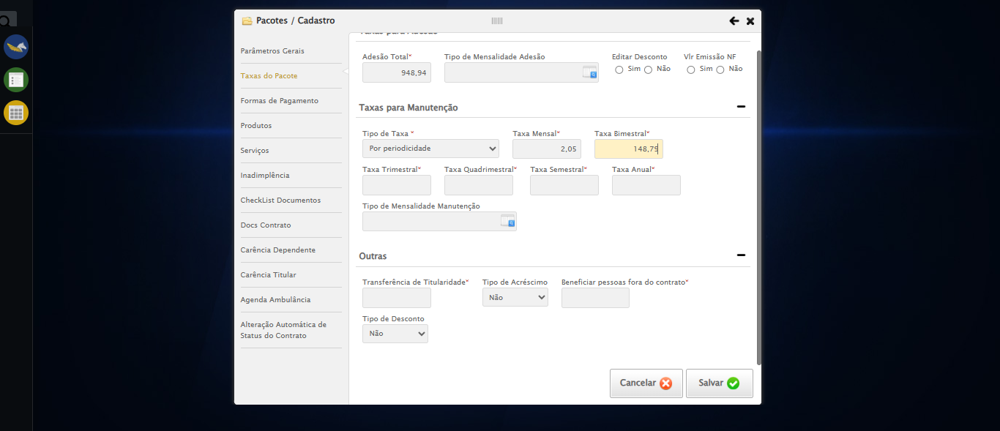 Pacotes / Cadastro
Parâmetros Gerais
Taxas do Pacote
Formas de Pagamento
Produtos
Serviços
Inadimplência
CheckList Documentos
Docs Contrato
Carência Dependente
Carência Titular
Agenda Ambulância
Alteração Automática de
Status do Contrato
Taxas para Adesão
Adesão Total* Tipo de Mensalidade Adesão Editar Desconto Vlr Emissão NF
948,94 Sim Não Sim Não
Taxas para Manutenção
Tipo de Taxa * Taxa Mensal* Taxa Bimestral*
Por periodicidade 2,05 148,79
Taxa Trimestral* Taxa Quadrimestral* Taxa Semestral* Taxa Anual*
Tipo de Mensalidade Manutenção
Outras
Transferência de Titularidade* Tipo de Acréscimo Beneficiar pessoas fora do contrato*
Não
Tipo de Desconto
Não
Cancelar Salvar